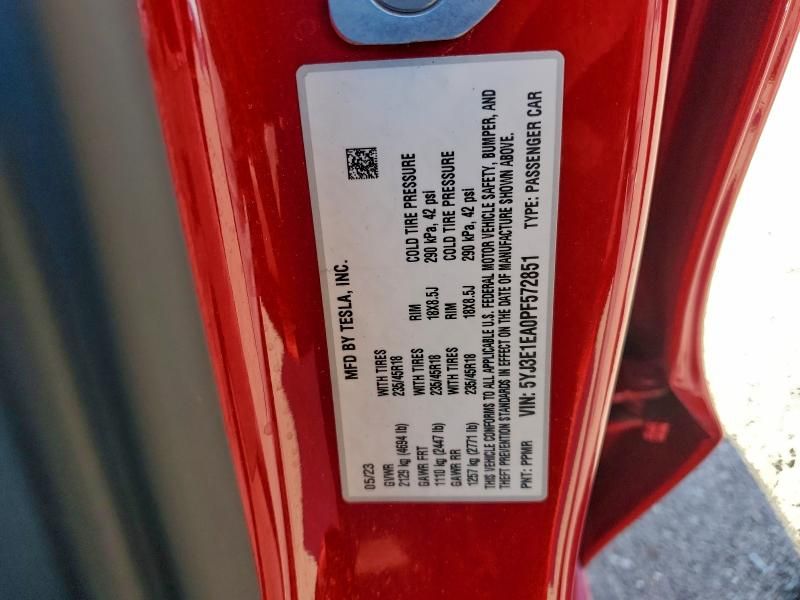 MFD BY TESLA, INC.
05/23
GVWR WITH TIRES RIM COLD TIRE PRESSURE
2129 kg (4694 lb) 235/45R18 18X8.5J 290 kPa, 42 psi
GAWR FRT WITH TIRES RIM COLD TIRE PRESSURE
1110 kg (2447 lb) 235/45R18 18X8.5J 290 kPa, 42 psi
GAWR RR WITH TIRES
1257 kg (2771 lb) 235/45R18
THIS VEHICLE CONFORMS TO ALL APPLICABLE U.S. FEDERAL MOTOR VEHICLE SAFETY, BUMPER, AND
THEFT PREVENTION STANDARDS IN EFFECT ON THE DATE OF MANUFACTURE SHOWN ABOVE.
PNT: PPMR VIN: 5YJ3E1EA0PF572851 TYPE: PASSENGER CAR